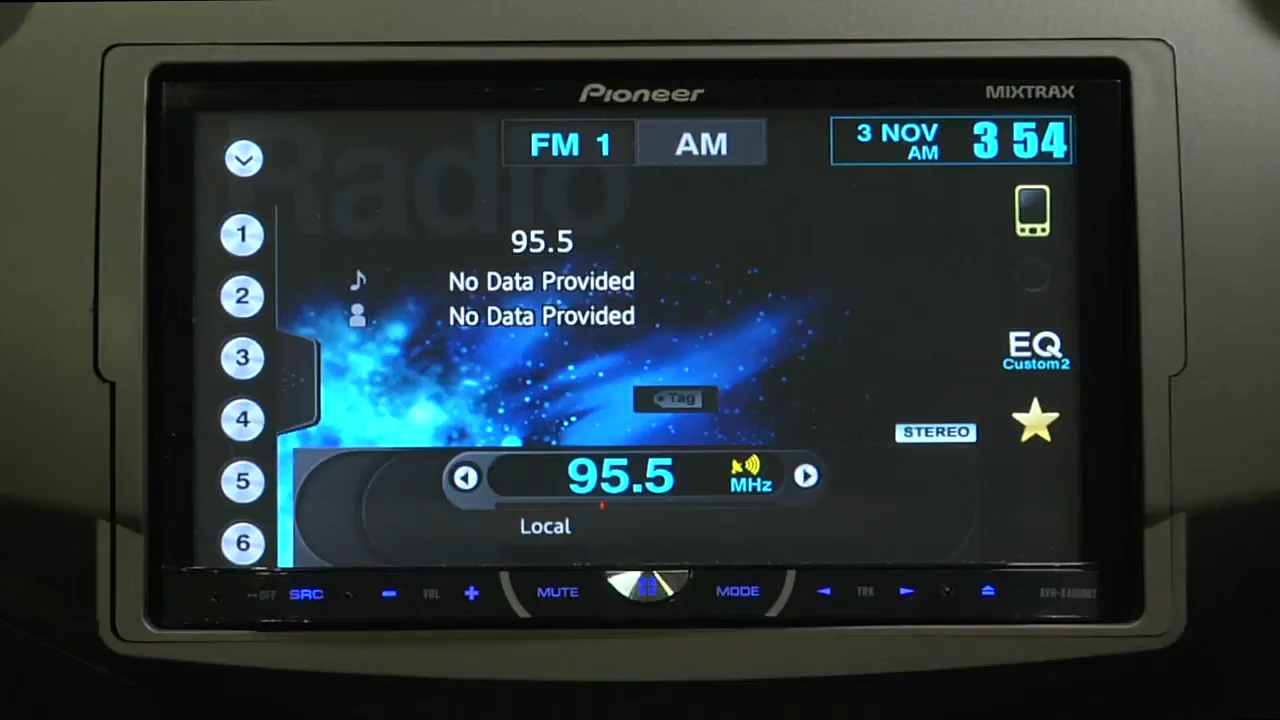 Pioneer
MIXTRAX
Radio
FM 1
AM
3 NOV
AM
3 54
1
2
3
4
5
6
95.5
No Data Provided
No Data Provided
Tag
EQ
Custom2
STEREO
95.5
MHz
Local
OFF
SRC
VOL
MUTE
MODE
TRK